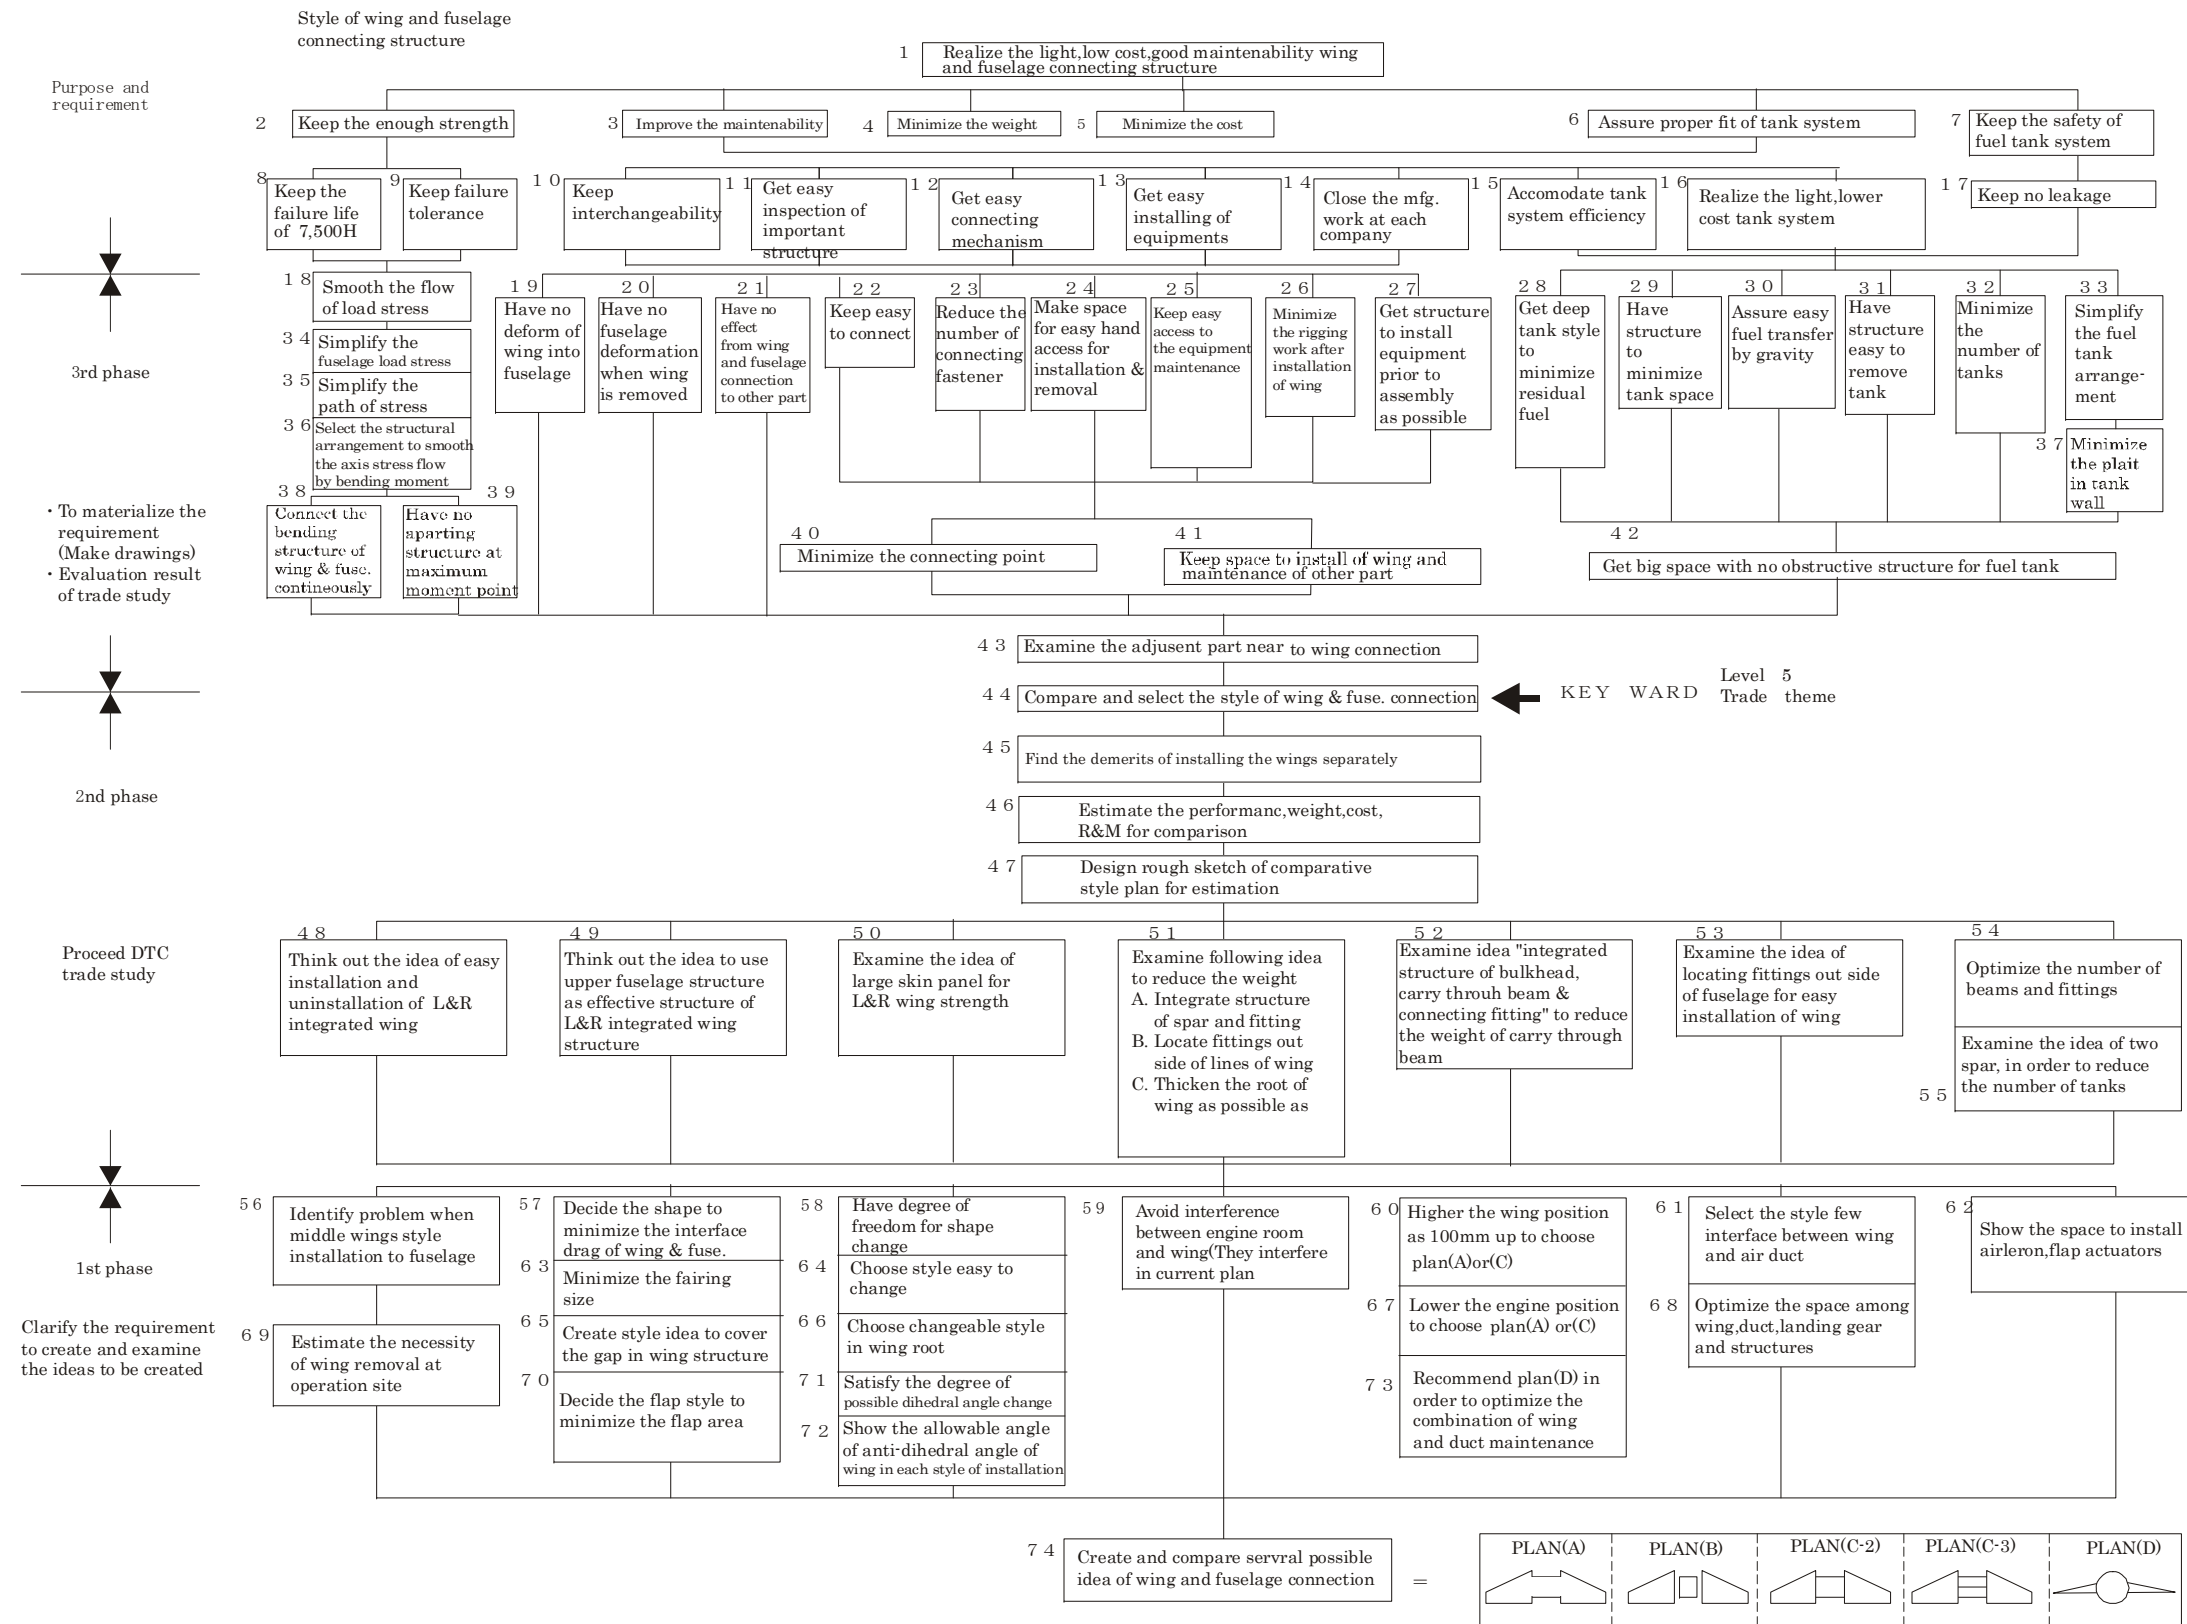 Style of wing and fuselage
connecting structure
1
Realize the light,low cost,good maintenability wing
and fuselage connecting structure
Purpose and
requirement
2
Keep the enough strength
3
Improve the maintenability
4
Minimize the weight
5
Minimize the cost
6
Assure proper fit of tank system
7
Keep the safety of
fuel tank system
8
Keep the
failure life
of 7,500H
9
Keep failure
tolerance
10
Keep
interchangeability
11
Get easy
inspection of
important
structure
12
Get easy
connecting
mechanism
13
Get easy
installing of
equipments
14
Close the mfg.
work at each
company
15
Accomodate tank
system efficiency
16
Realize the light,lower
cost tank system
17
Keep no leakage
3rd phase
18
Smooth the flow
of load stress
34
Simplify the
fuselage load stress
35
Simplify the
path of stress
36
Select the structural
arrangement to smooth
the axis stress flow
by bending moment
19
Have no
deform of
wing into
fuselage
20
Have no
fuselage
deformation
when wing
is removed
21
Have no
effect
from wing
and fuselage
connection
to other part
22
Keep easy
to connect
23
Reduce the
number of
connecting
fastener
24
Make space
for easy hand
access for
installation &
removal
25
Keep easy
access to
the equipment
maintenance
26
Minimize
the rigging
work after
installation
of wing
27
Get structure
to install
equipment
prior to
assembly
as possible
28
Get deep
tank style
to
minimize
residual
fuel
29
Have
structure
to
minimize
tank space
30
Assure easy
fuel transfer
by gravity
31
Have
structure
easy to
remove
tank
32
Minimize
the
number of
tanks
33
Simplify
the fuel
tank
arrange-
ment
37
Minimize
the plait
in tank
wall
・To materialize the
requirement
(Make drawings)
・Evaluation result
of trade study
38
Connect the
bending
structure of
wing & fuse.
contineously
39
Have no
aparting
structure at
maximum
moment point
40
Minimize the connecting point
41
Keep space to install of wing and
maintenance of other part
42
Get big space with no obstructive structure for fuel tank
43
Examine the adjusent part near to wing connection
44
Compare and select the style of wing & fuse. connection
KEY WARD
Level 5
Trade theme
45
Find the demerits of installing the wings separately
2nd phase
46
Estimate the performanc,weight,cost,
R&M for comparison
47
Design rough sketch of comparative
style plan for estimation
Proceed DTC
trade study
48
Think out the idea of easy
installation and
uninstallation of L&R
integrated wing
49
Think out the idea to use
upper fuselage structure
as effective structure of
L&R integrated wing
structure
50
Examine the idea of
large skin panel for
L&R wing strength
51
Examine following idea
to reduce the weight
A. Integrate structure
of spar and fitting
B. Locate fittings out
side of lines of wing
C. Thicken the root of
wing as possible as
52
Examine idea "integrated
structure of bulkhead,
carry throuh beam &
connecting fitting" to reduce
the weight of carry through
beam
53
Examine the idea of
locating fittings out side
of fuselage for easy
installation of wing
54
Optimize the number of
beams and fittings
55
Examine the idea of two
spar, in order to reduce
the number of tanks
1st phase
Clarify the requirement
to create and examine
the ideas to be created
56
Identify problem when
middle wings style
installation to fuselage
69
Estimate the necessity
of wing removal at
operation site
57
Decide the shape to
minimize the interface
drag of wing & fuse.
63
Minimize the fairing
size
65
Create style idea to cover
the gap in wing structure
70
Decide the flap style to
minimize the flap area
58
Have degree of
freedom for shape
change
64
Choose style easy to
change
66
Choose changeable style
in wing root
71
Satisfy the degree of
possible dihedral angle change
72
Show the allowable angle
of anti-dihedral angle of
wing in each style of installation
59
Avoid interference
between engine room
and wing(They interfere
in current plan
60
Higher the wing position
as 100mm up to choose
plan(A)or(C)
67
Lower the engine position
to choose plan(A) or(C)
73
Recommend plan(D) in
order to optimize the
combination of wing
and duct maintenance
61
Select the style few
interface between wing
and air duct
68
Optimize the space among
wing,duct,landing gear
and structures
62
Show the space to install
airleron,flap actuators
74
Create and compare servral possible
idea of wing and fuselage connection
=
PLAN(A)
PLAN(B)
PLAN(C-2)
PLAN(C-3)
PLAN(D)